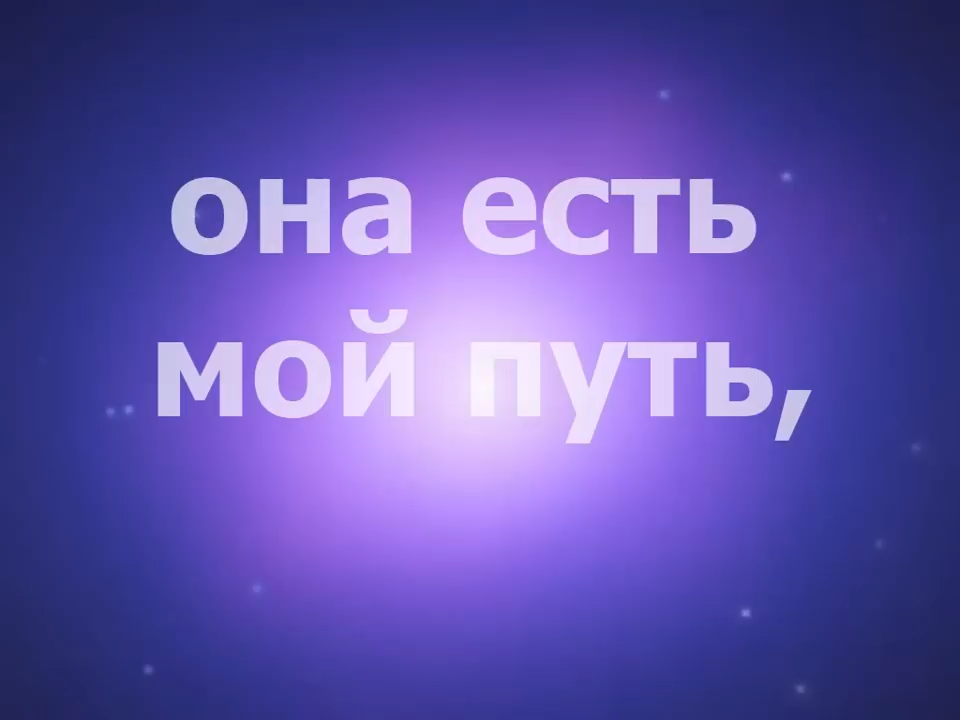 она есть
мой путь,